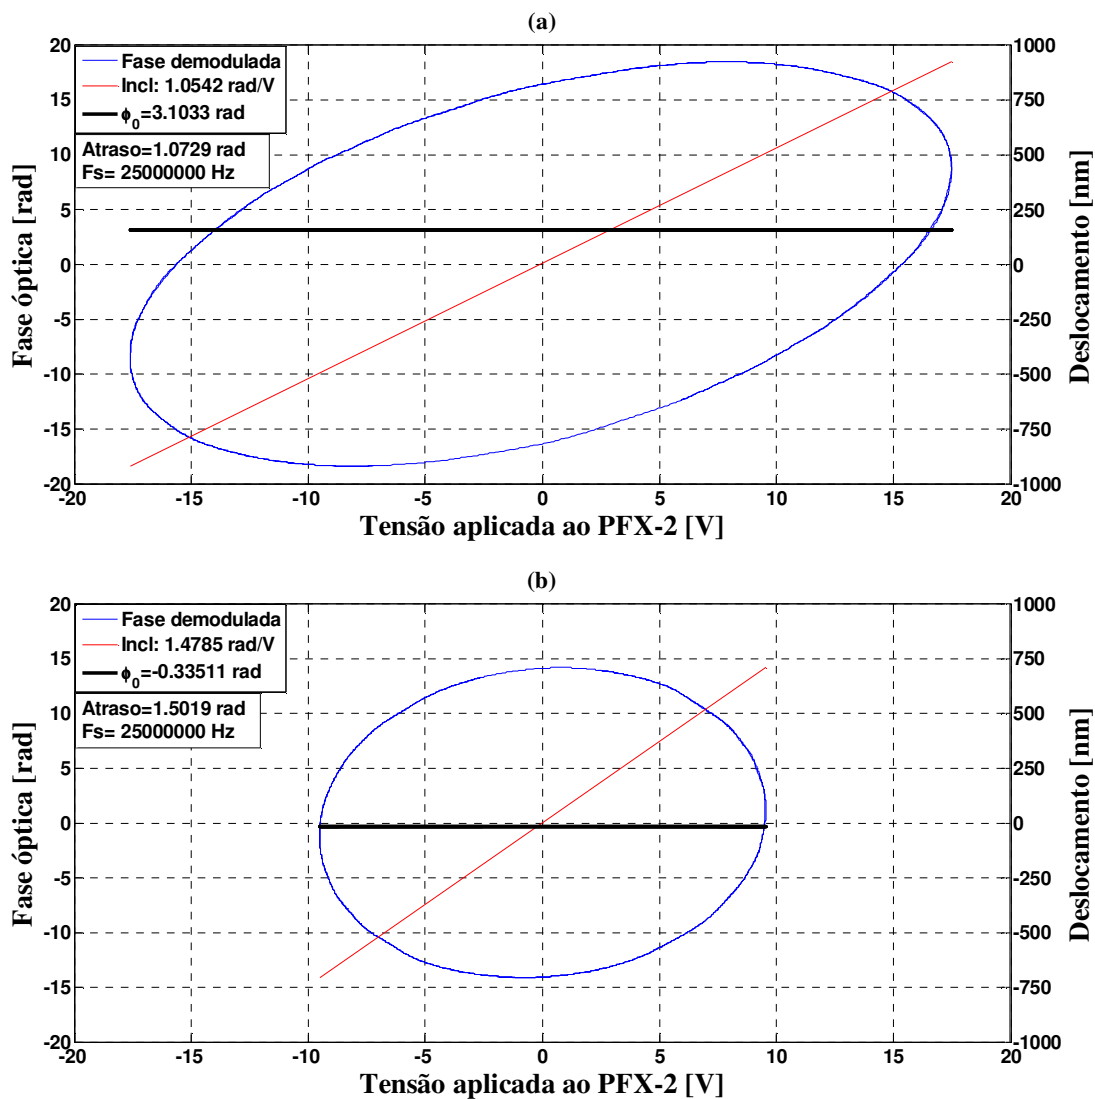 (a)
Fase demodulada
Incl: 1.0542 rad/V
ϕ0=3.1033 rad
Atraso=1.0729 rad
Fs= 25000000 Hz
20
15
10
5
0
-5
-10
-15
-20
Fase óptica [rad]
1000
750
500
250
0
-250
-500
-750
-1000
Deslocamento [nm]
-20 -15 -10 -5 0 5 10 15 20
Tensão aplicada ao PFX-2 [V]
(b)
Fase demodulada
Incl: 1.4785 rad/V
ϕ0=-0.33511 rad
Atraso=1.5019 rad
Fs= 25000000 Hz
20
15
10
5
0
-5
-10
-15
-20
Fase óptica [rad]
1000
750
500
250
0
-250
-500
-750
-1000
Deslocamento [nm]
-20 -15 -10 -5 0 5 10 15 20
Tensão aplicada ao PFX-2 [V]